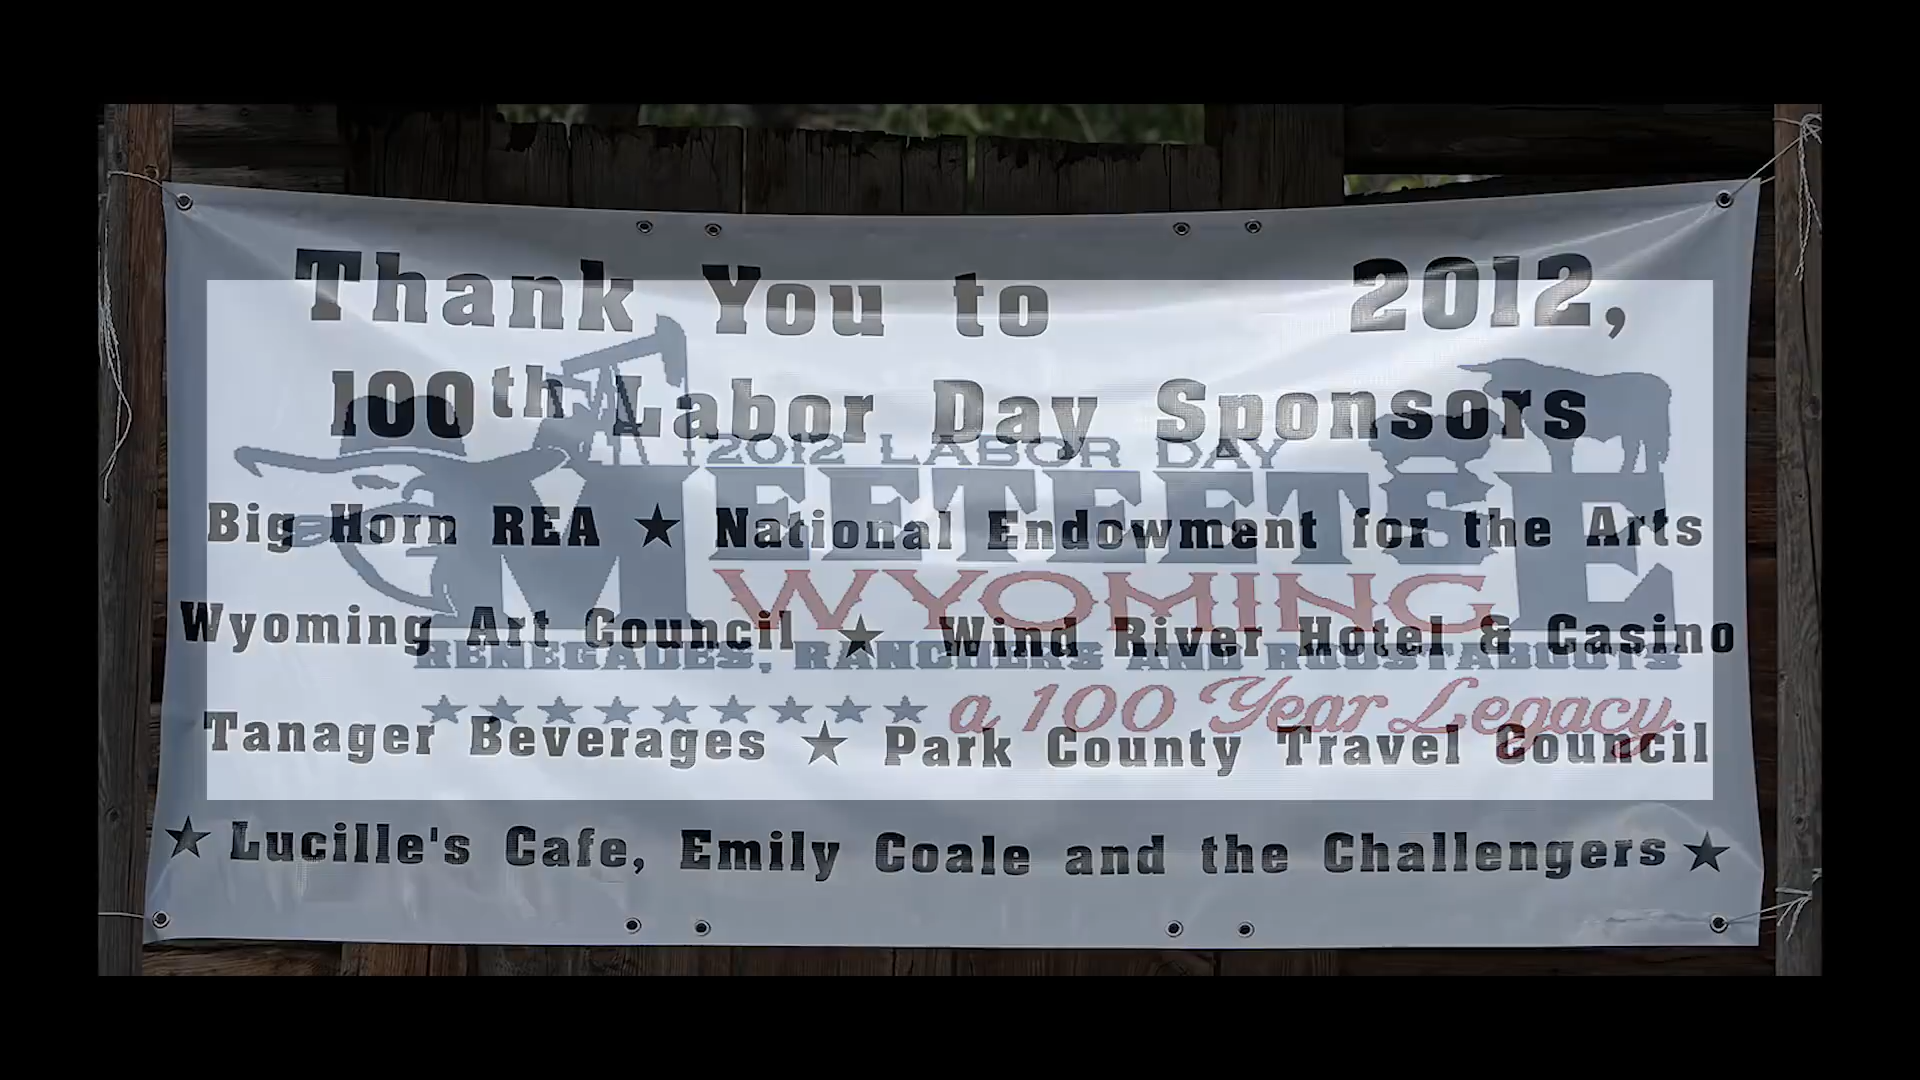 Thank You to 2012,
100th Labor Day Sponsors
2012 LABOR DAY
MEETEETSE
Big Horn REA ★ National Endowment for the Arts
WYOMING
Wyoming Art Council ★ Wind River Hotel & Casino
RENEGADES, RANCHERS AND ROUSTABOUTS
★★★★★★★★★ a 100 Year Legacy
Tanager Beverages ★ Park County Travel Council
★ Lucille's Cafe, Emily Coale and the Challengers ★